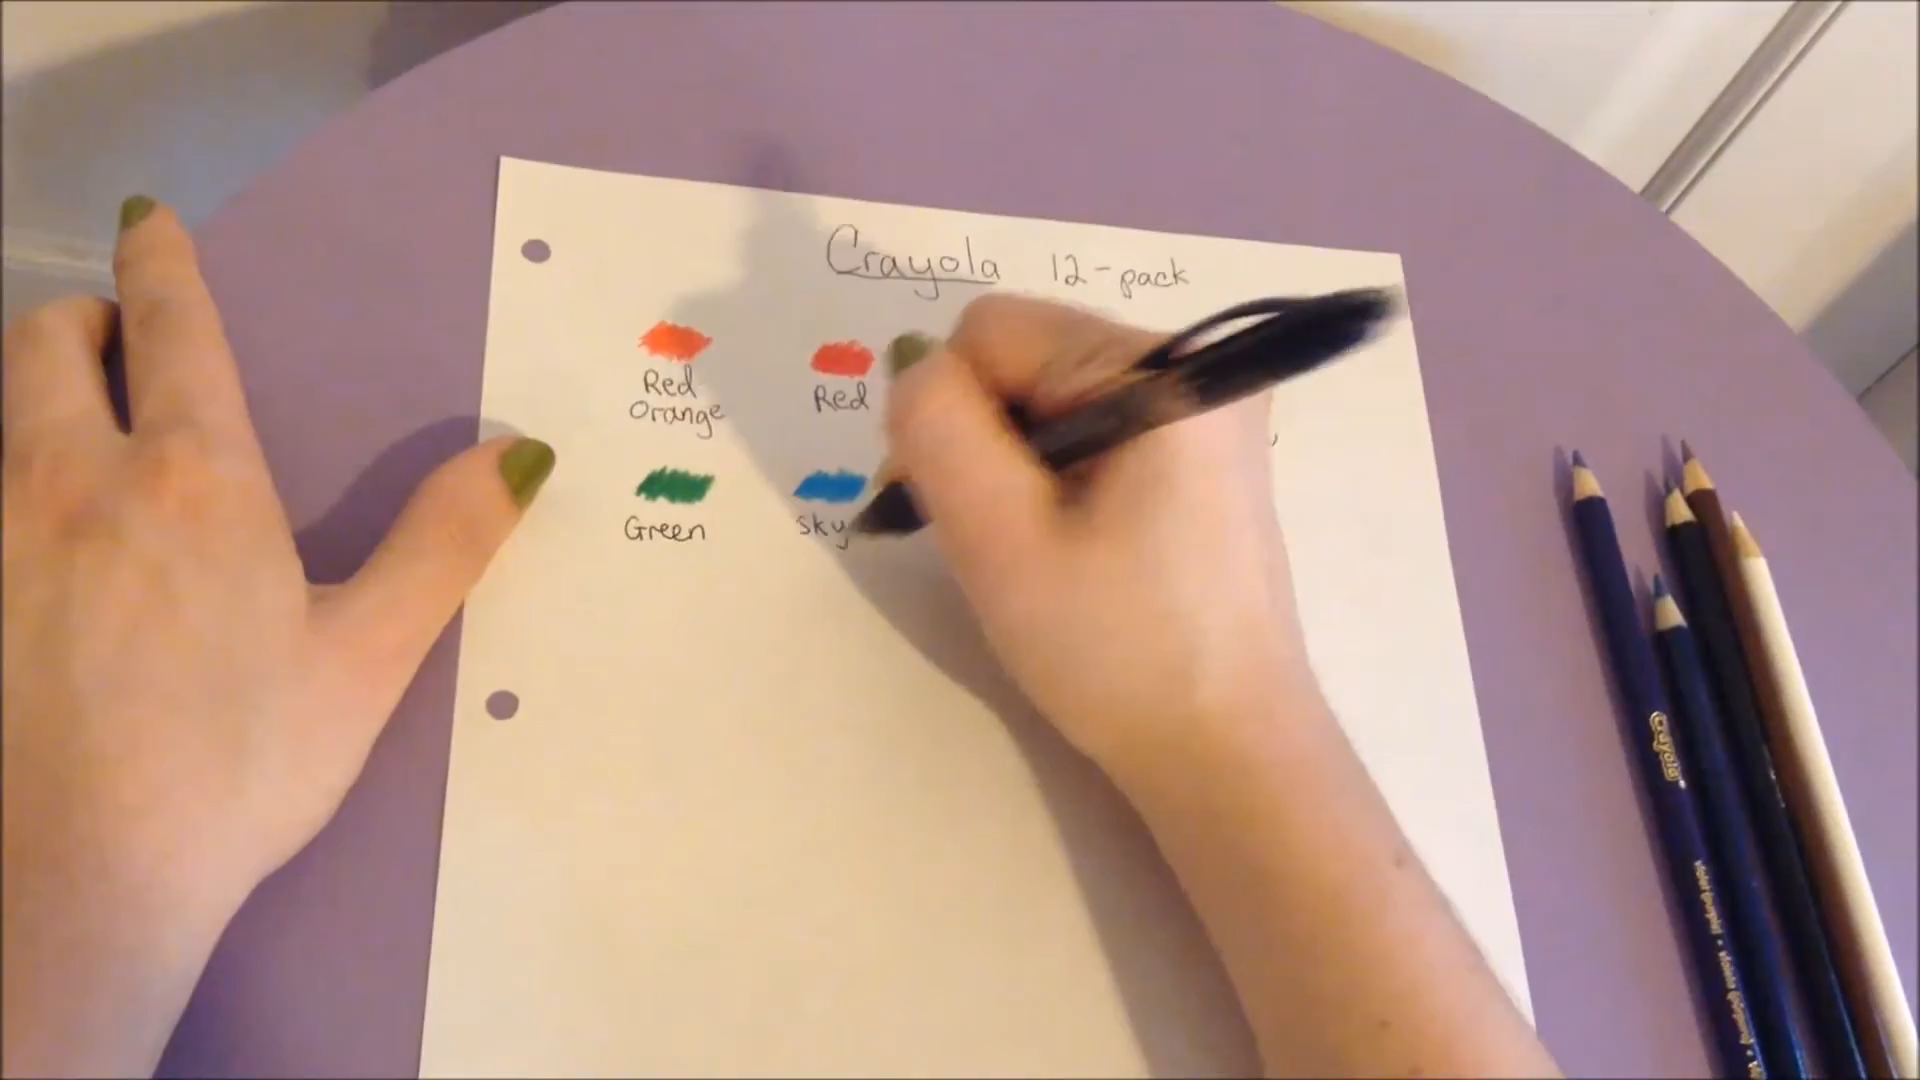 Crayola 12-pack
Red
Orange
Red
Green
Sky
Crayola